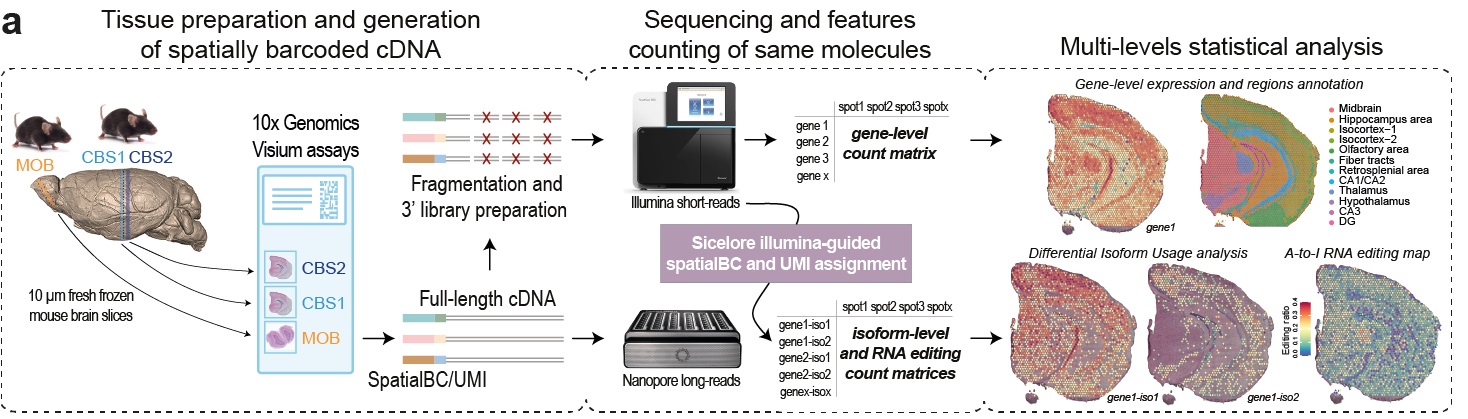 a
Tissue preparation and generation
of spatially barcoded cDNA
MOB
CBS1 CBS2
10 µm fresh frozen
mouse brain slices
10x Genomics
Visium assays
CBS2
CBS1
MOB
Fragmentation and
3’ library preparation
Full-length cDNA
SpatialBC/UMI
Sequencing and features
counting of same molecules
Illumina short-reads
spot1 spot2 spot3 spotx
gene 1
gene 2
gene 3
gene x
gene-level
count matrix
Sicelore illumina-guided
spatialBC and UMI assignment
Nanopore long-reads
spot1 spot2 spot3 spotx
gene1-iso1
gene1-iso2
gene2-iso1
gene2-iso2
genex-isox
isoform-level
and RNA editing
count matrices
Multi-levels statistical analysis
Gene-level expression and regions annotation
gene1
Midbrain
Hippocampus area
Isocortex-1
Isocortex-2
Olfactory area
Fiber tracts
Retrosplenial area
CA1/CA2
Thalamus
Hypothalamus
CA3
DG
Differential Isoform Usage analysis
gene1-iso1
gene1-iso2
A-to-I RNA editing map
Editing ratio
0.0 0.1 0.2 0.3 0.4